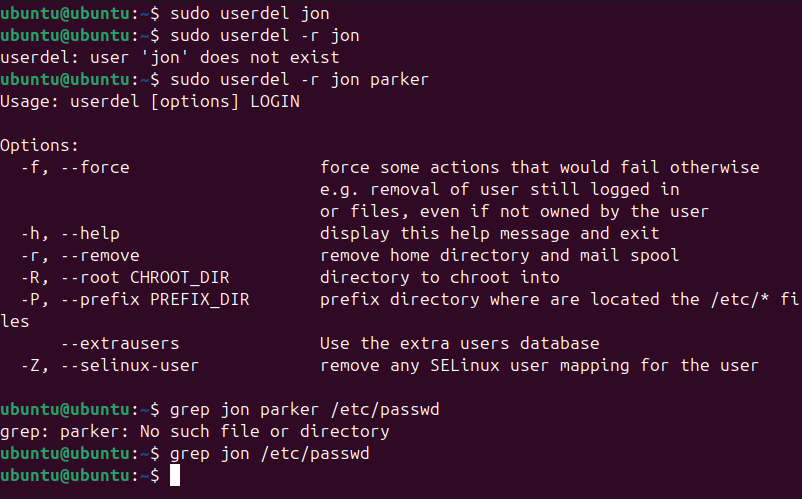 ubuntu@ubuntu:~$ sudo userdel jon
ubuntu@ubuntu:~$ sudo userdel -r jon
userdel: user 'jon' does not exist
ubuntu@ubuntu:~$ sudo userdel -r jon parker
Usage: userdel [options] LOGIN

Options:
  -f, --force                   force some actions that would fail otherwise
                                e.g. removal of user still logged in
                                or files, even if not owned by the user
  -h, --help                    display this help message and exit
  -r, --remove                  remove home directory and mail spool
  -R, --root CHROOT_DIR         directory to chroot into
  -P, --prefix PREFIX_DIR       prefix directory where are located the /etc/* fi
les
      --extrausers              Use the extra users database
  -Z, --selinux-user            remove any SELinux user mapping for the user

ubuntu@ubuntu:~$ grep jon parker /etc/passwd
grep: parker: No such file or directory
ubuntu@ubuntu:~$ grep jon /etc/passwd
ubuntu@ubuntu:~$